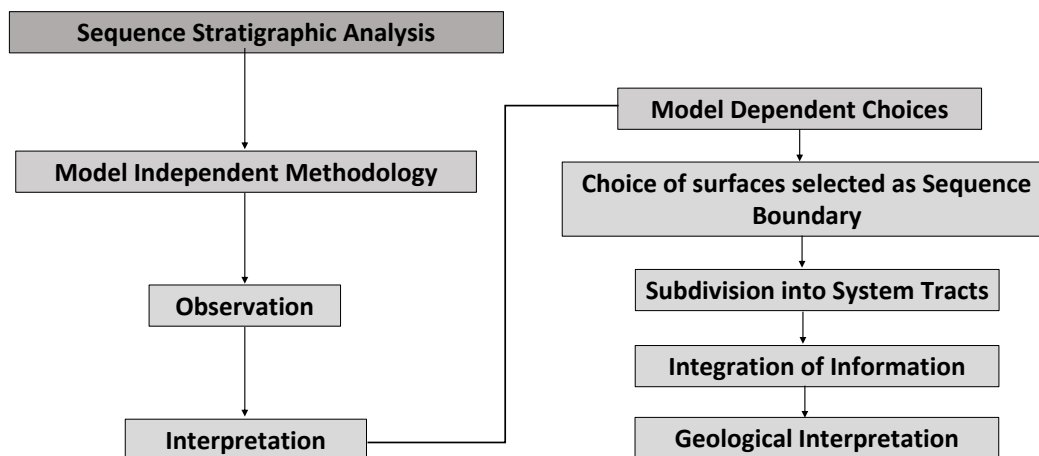 Sequence Stratigraphic Analysis
Model Independent Methodology
Observation
Interpretation
Model Dependent Choices
Choice of surfaces selected as Sequence
Boundary
Subdivision into System Tracts
Integration of Information
Geological Interpretation